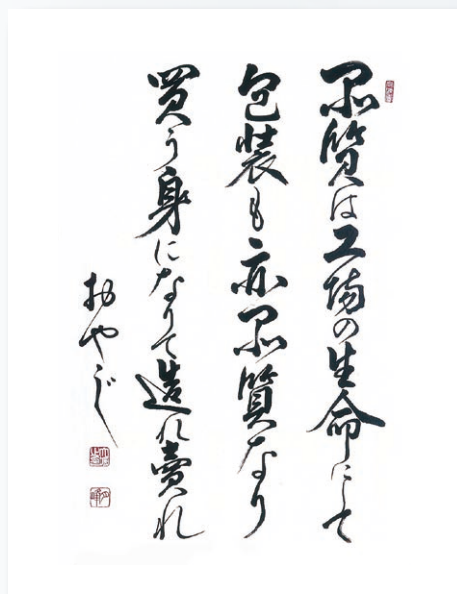 品質は工場の生命にして
包装も亦品質なり
買う身になりて造れ賣れ
おやじ